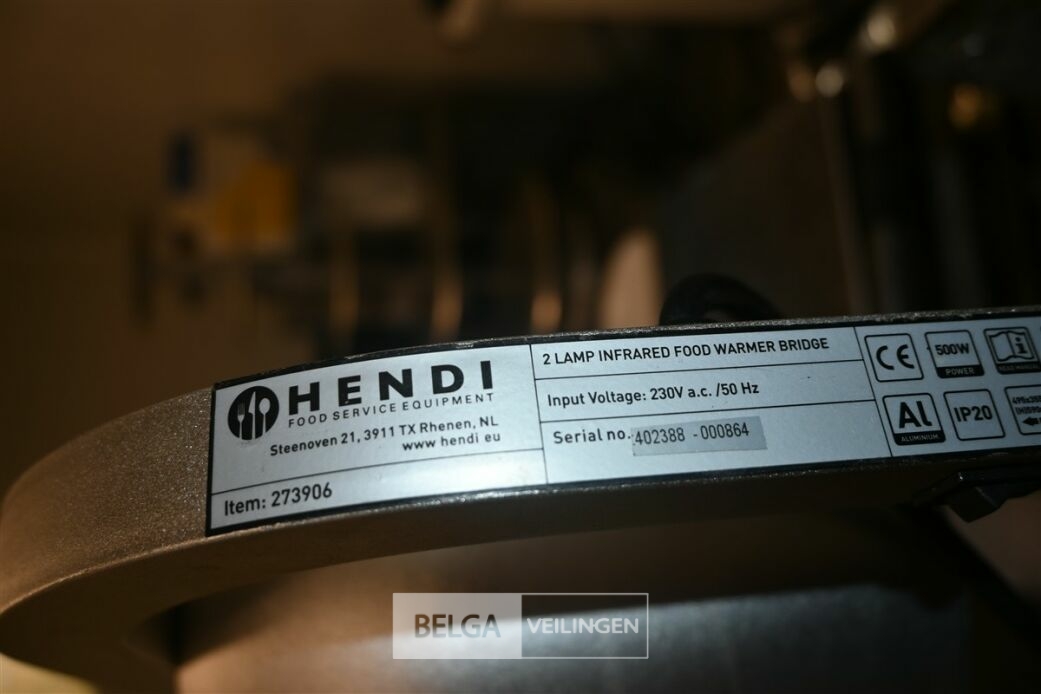 HENDI
FOOD SERVICE EQUIPMENT
Steenoven 21, 3911 TX Rhenen, NL
www hendi eu
Item: 273906
2 LAMP INFRARED FOOD WARMER BRIDGE
Input Voltage: 230V a.c. /50 Hz
Serial no.: 402388 - 000864
CE
500W
POWER
READ MANUAL
Al
ALUMINIUM
IP20
BELGA VEILINGEN